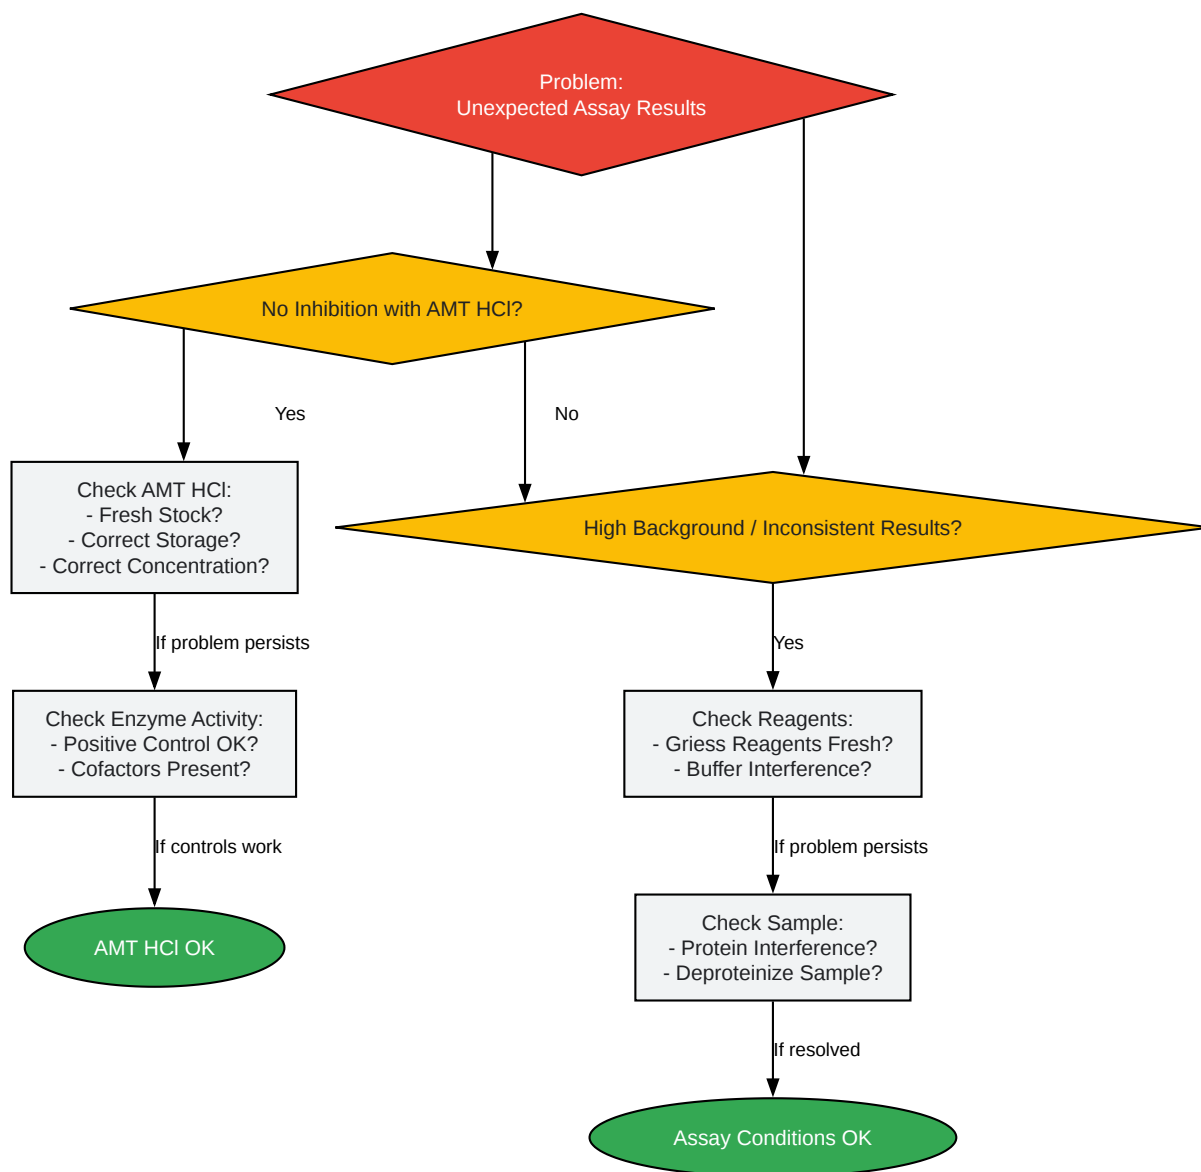 Problem:
Unexpected Assay Results
No Inhibition with AMT HCl?
Yes
No
Check AMT HCl:
- Fresh Stock?
- Correct Storage?
- Correct Concentration?
High Background / Inconsistent Results?
If problem persists
Yes
Check Enzyme Activity:
- Positive Control OK?
- Cofactors Present?
Check Reagents:
- Griess Reagents Fresh?
- Buffer Interference?
If controls work
If problem persists
AMT HCl OK
Check Sample:
- Protein Interference?
- Deproteinize Sample?
If resolved
Assay Conditions OK